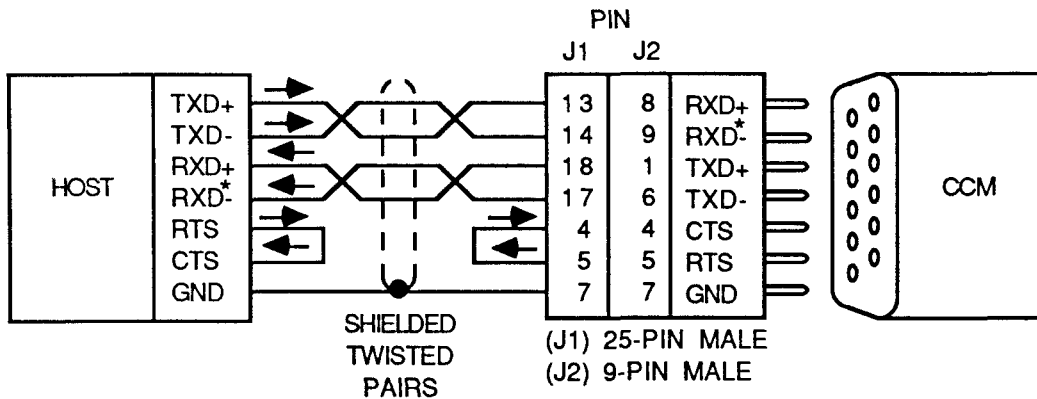 PIN
J1 J2
TXD+ 13 8 RXD+
TXD- 14 9 RXD-*
RXD+ 18 1 TXD+
HOST RXD-* 17 6 TXD- CCM
RTS 4 4 CTS
CTS 5 5 RTS
GND 7 7 GND
SHIELDED
TWISTED
PAIRS
(J1) 25-PIN MALE
(J2) 9-PIN MALE